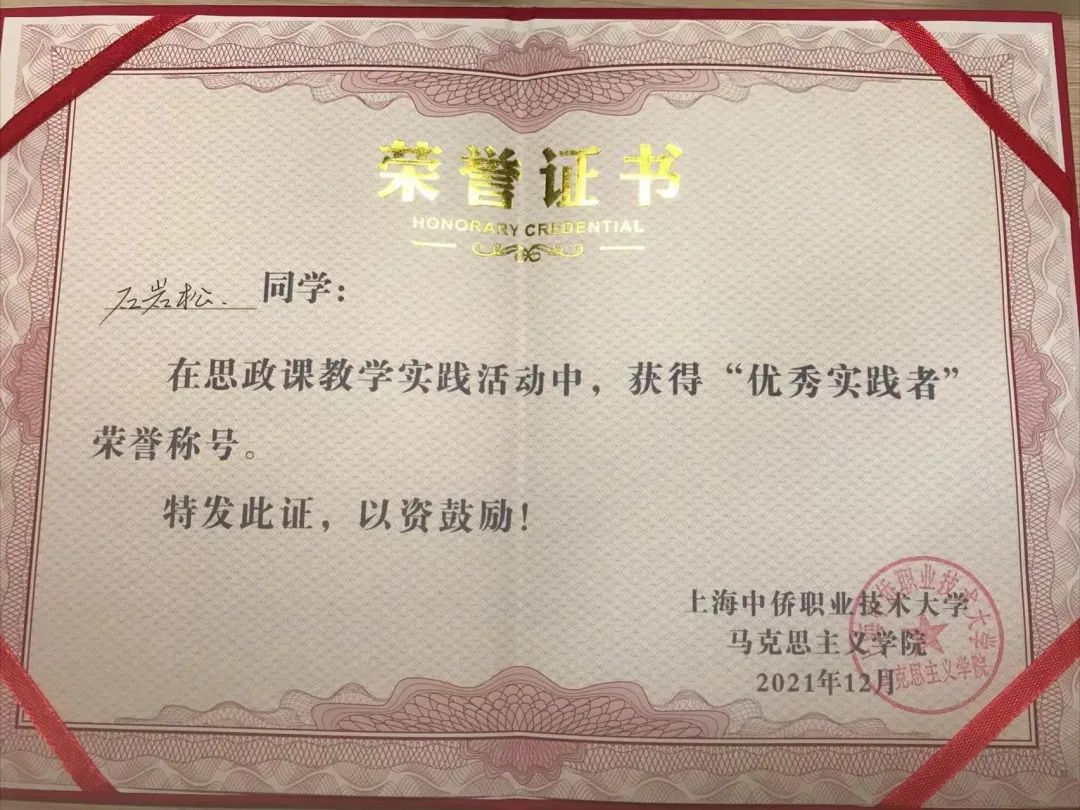 荣誉证书
HONORARY CREDENTIAL
石岩松 同学：
在思政课教学实践活动中，获得“优秀实践者”
荣誉称号。
特发此证，以资鼓励！
上海中侨职业技术大学
马克思主义学院
2021年12月